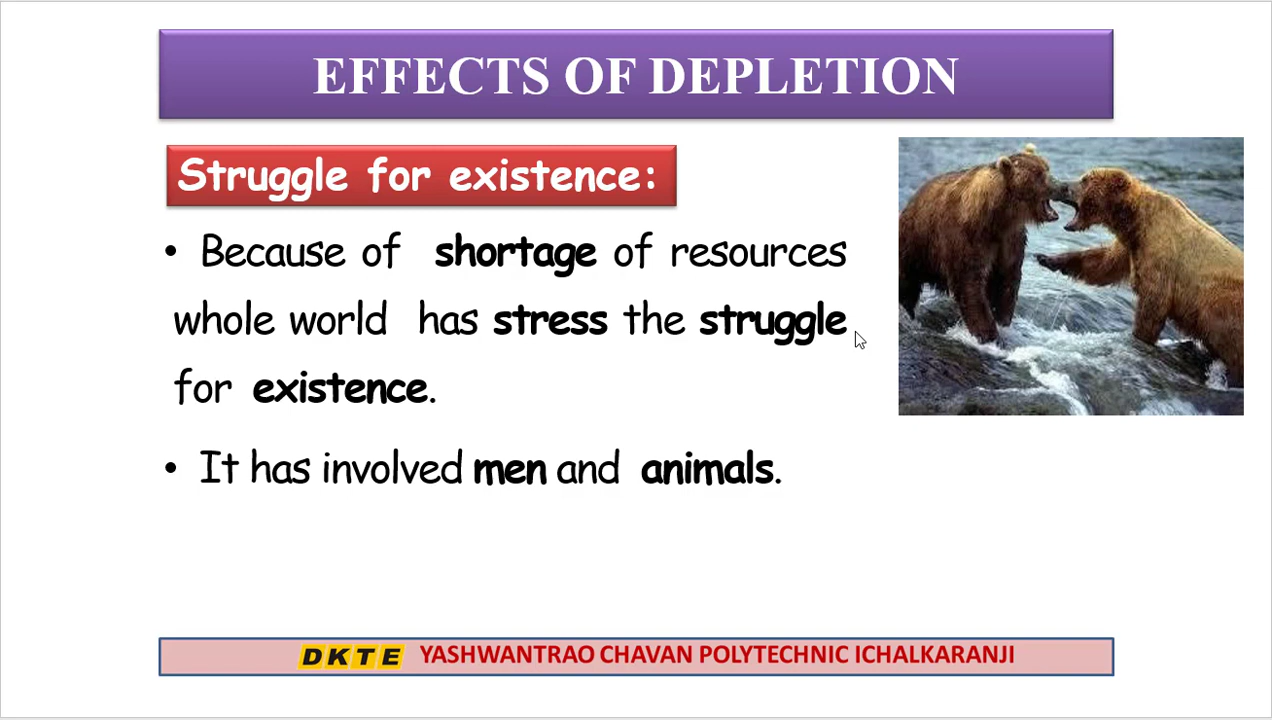 EFFECTS OF DEPLETION
Struggle for existence:
• Because of shortage of resources
whole world has stress the struggle
for existence.
• It has involved men and animals.
DKTE YASHWANTRAO CHAVAN POLYTECHNIC ICHALKARANJI